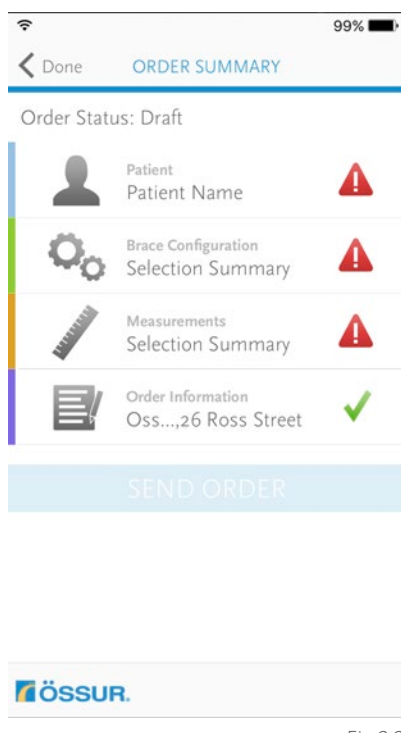 99%
Done ORDER SUMMARY
Order Status: Draft
Patient
Patient Name
Brace Configuration
Selection Summary
Measurements
Selection Summary
Order Information
Oss...,26 Ross Street
SEND ORDER
ÖSSUR.